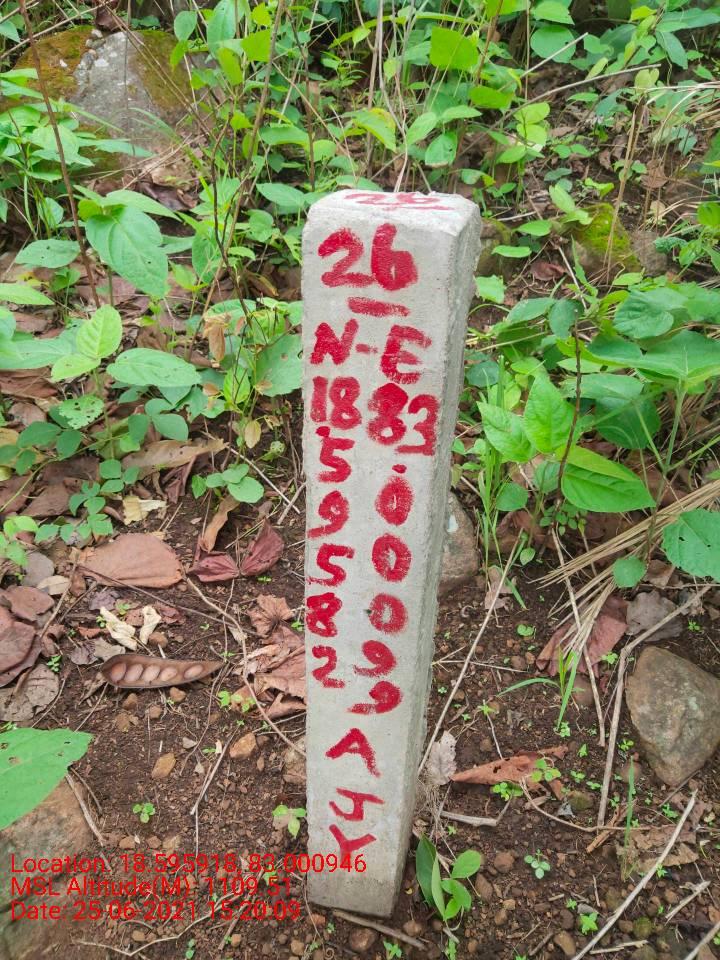 26
26
N-E
18 83
.5 .
9 0
5 0
8 0
2 9
9
A
J
Y
Location: 18.595918, 83.000946
MSL Altitude(M): 1109.51
Date: 25-06-2021 15:20:09